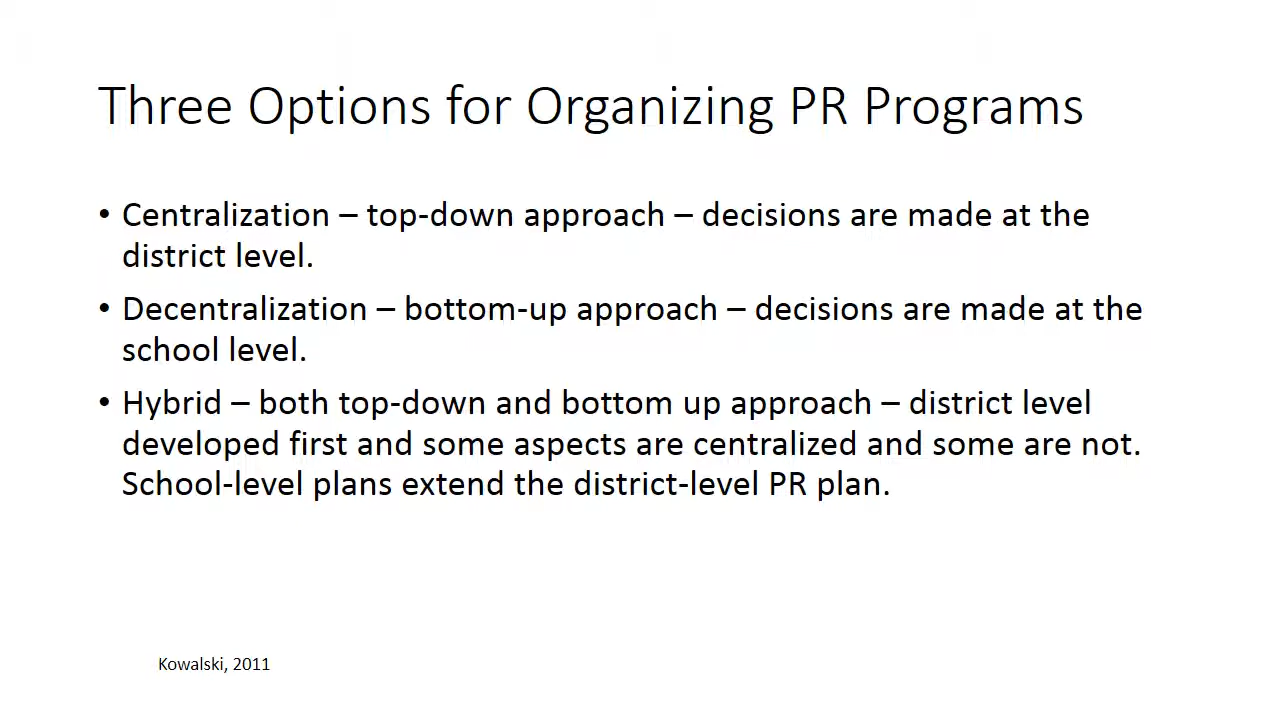 Three Options for Organizing PR Programs
• Centralization – top-down approach – decisions are made at the
district level.
• Decentralization – bottom-up approach – decisions are made at the
school level.
• Hybrid – both top-down and bottom up approach – district level
developed first and some aspects are centralized and some are not.
School-level plans extend the district-level PR plan.
Kowalski, 2011